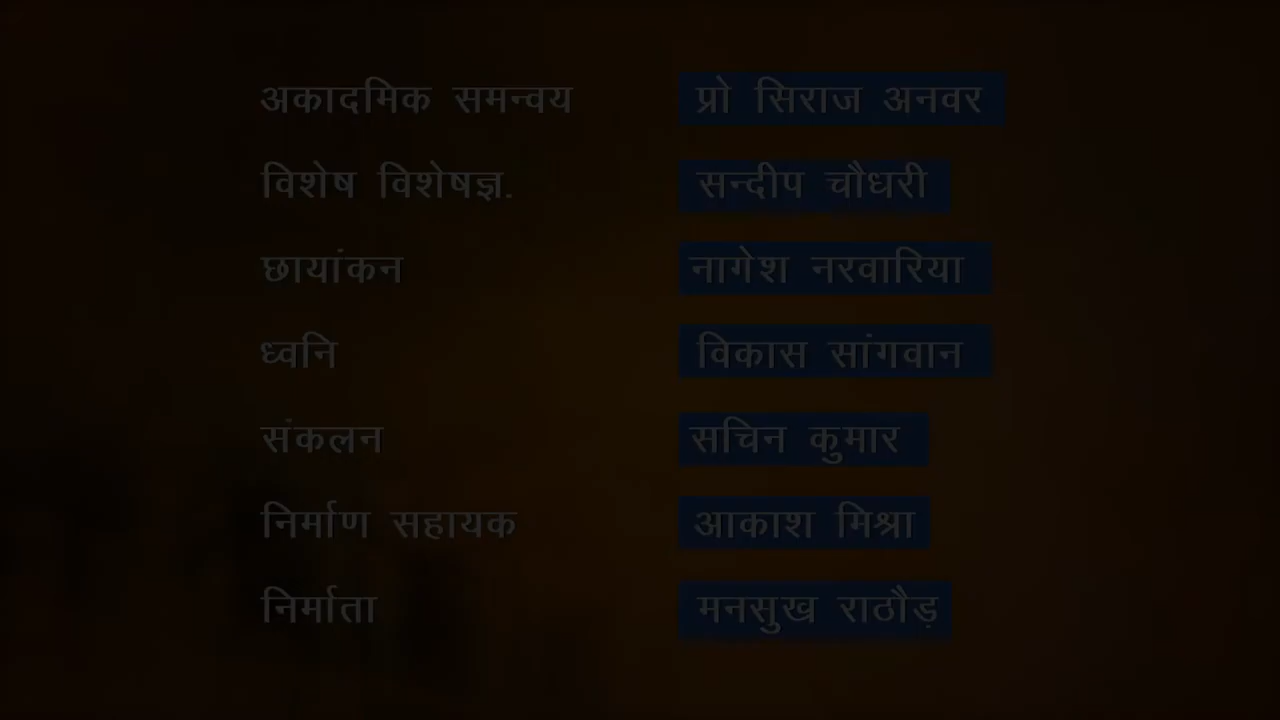 अकादमिक समन्वय प्रो सिराज अनवर
विशेष विशेषज्ञ. सन्दीप चौधरी
छायांकन नागेश नरवारिया
ध्वनि विकास सांगवान
संकलन सचिन कुमार
निर्माण सहायक आकाश मिश्रा
निर्माता मनसुख राठौड़